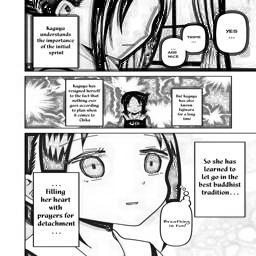 Kaguya
understands
the importance
of the initial
sprint
YES
...
TRIPS
...
...
ARE
NICE
Kaguya has
resigned herself
to the fact that
nothing ever
goes according
to plan when
it comes to
Chika
But Kaguya
has also
known
Fujiwara
for a long
time
So she has
learned to
let go in the
best buddhist
tradition...
...
Filling
her heart
with
prayers for
detachment
...
Breathing
is fun!